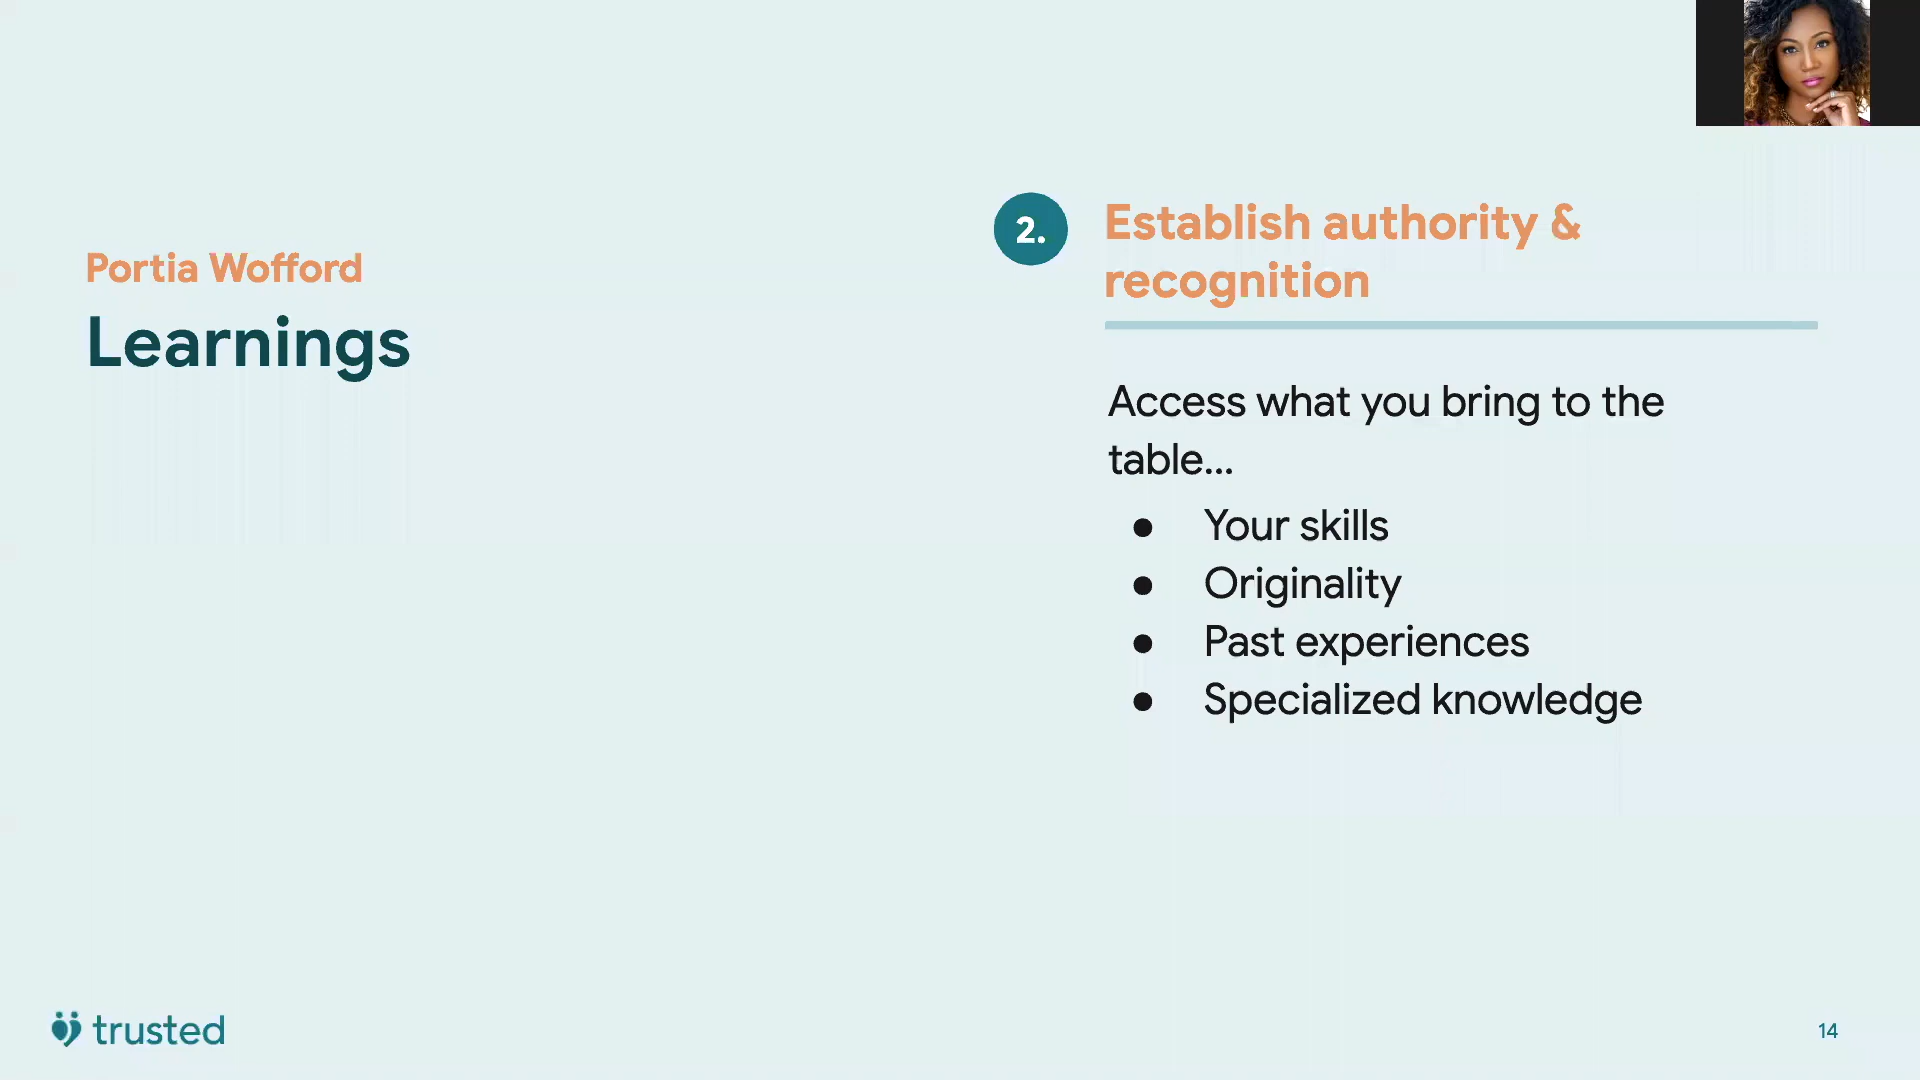 Portia Wofford
Learnings
2.
Establish authority &
recognition
Access what you bring to the
table...
● Your skills
● Originality
● Past experiences
● Specialized knowledge
trusted
14